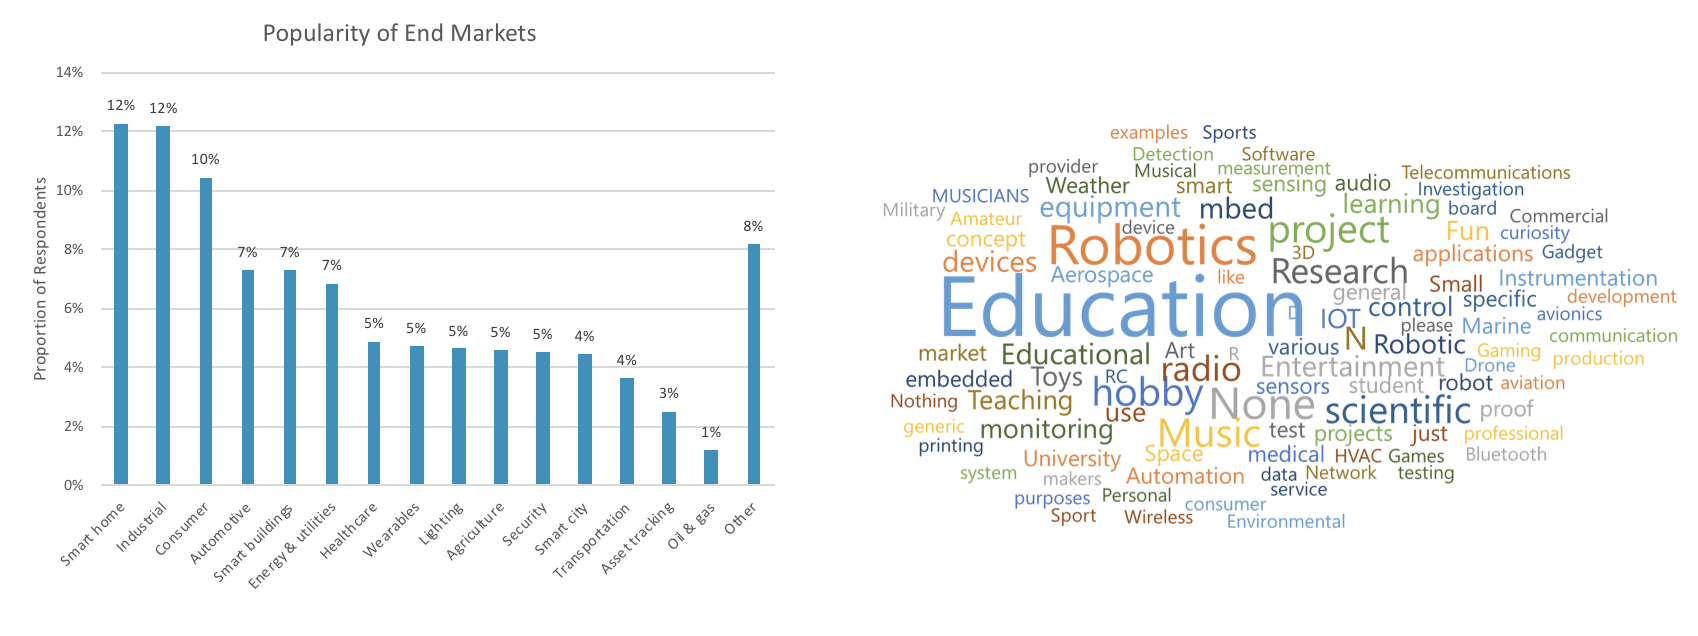 Popularity of End Markets
Proportion of Respondents
14%
12%
10%
8%
6%
4%
2%
0%
12% 12% 10% 7% 7% 7% 5% 5% 5% 5% 5% 4% 4% 3% 1% 8%
Smart home
Industrial
Consumer
Automotive
Smart buildings
Energy & utilities
Healthcare
Wearables
Lighting
Agriculture
Security
Smart city
Transportation
Asset tracking
Oil & gas
Other
examples Sports
Detection Software
provider Musical measurement Telecommunications
Weather smart sensing audio Investigation
MUSICIANS equipment mbed learning board
Military Amateur device project Fun Commercial
concept Robotics 3D applications curiosity Gadget
devices Aerospace like Research Small Instrumentation
Education general control specific development
D IOT please Marine avionics
market Educational Art R various N Robotic Gaming communication
embedded Toys RC radio Entertainment Drone production
Nothing Teaching hobby None sensors student robot aviation
generic use scientific proof
printing monitoring Music test projects just professional
University Space medical HVAC Games Bluetooth
system makers Automation data Network testing
purposes Personal consumer service
Sport Wireless Environmental